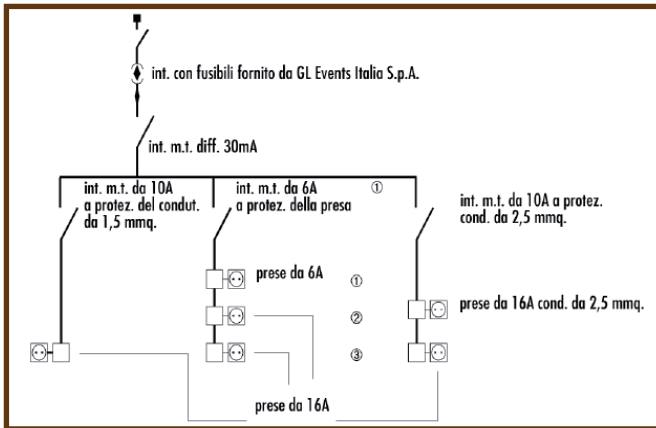 int. con fusibili fornito da GL Events Italia S.p.A.
int. m.t. diff. 30mA
int. m.t. da 10A
a protez. del condut.
da 1,5 mmq.
int. m.t. da 6A
a protez. della presa
①
int. m.t. da 10A a protez.
cond. da 2,5 mmq.
prese da 6A
①
prese da 16A cond. da 2,5 mmq.
②
③
prese da 16A